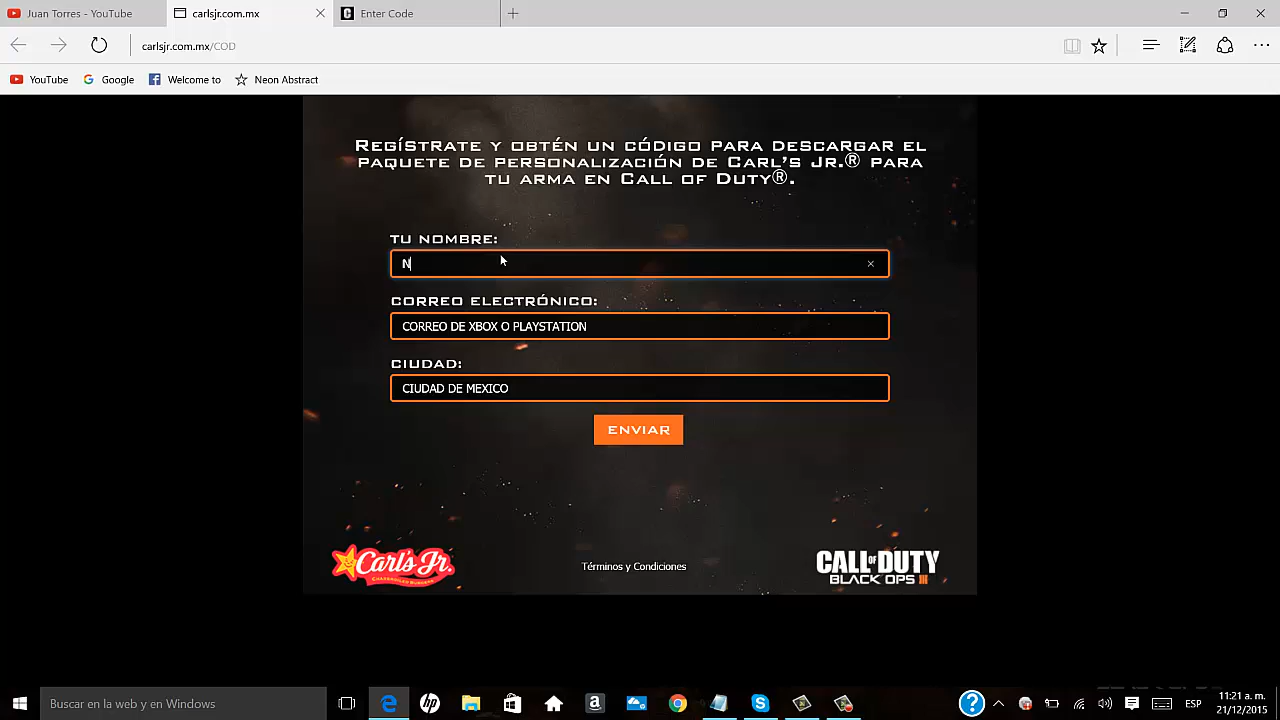 Juan Torres - YouTube
carlsjr.com.mx
Enter Code
carlsjr.com.mx/COD
YouTube
Google
Welcome to
Neon Abstract
Regístrate y obtén un código para descargar el
paquete de personalización de Carl's Jr.® para
tu arma en Call of Duty®.
TU NOMBRE:
N
CORREO ELECTRÓNICO:
CORREO DE XBOX O PLAYSTATION
CIUDAD:
CIUDAD DE MEXICO
ENVIAR
Carl's Jr.
CHARBROILED BURGERS
Términos y Condiciones
CALL OF DUTY
BLACK OPS III
Buscar en la web y en Windows
ESP
11:21 a. m.
21/12/2015